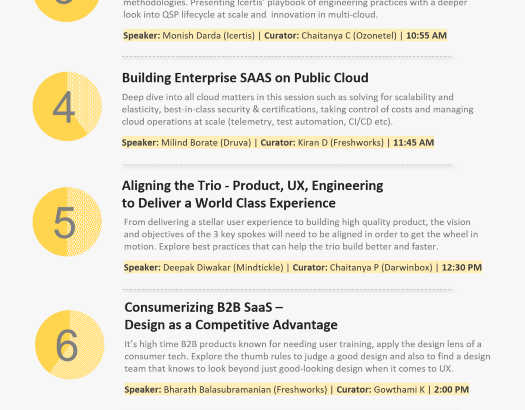 methodologies. Presenting Icertis' playbook of engineering practices with a deeper
look into QSP lifecycle at scale and innovation in multi-cloud.
Speaker: Monish Darda (Icertis) | Curator: Chaitanya C (Ozonetel) | 10:55 AM
4
Building Enterprise SAAS on Public Cloud
Deep dive into all cloud matters in this session such as solving for scalability and
elasticity, best-in-class security & certifications, taking control of costs and managing
cloud operations at scale (telemetry, test automation, CI/CD etc).
Speaker: Milind Borate (Druva) | Curator: Kiran D (Freshworks) | 11:45 AM
5
Aligning the Trio - Product, UX, Engineering
to Deliver a World Class Experience
From delivering a stellar user experience to building high quality product, the vision
and objectives of the 3 key spokes will need to be aligned in order to get the wheel in
motion. Explore best practices that can help the trio build better and faster.
Speaker: Deepak Diwakar (Mindtickle) | Curator: Chaitanya P (Darwinbox) | 12:30 PM
6
Consumerizing B2B SaaS –
Design as a Competitive Advantage
It's high time B2B products known for needing user training, apply the design lens of a
consumer tech. Explore the thumb rules to judge a good design and also to find a design
team that knows to look beyond just good-looking design when it comes to UX.
Speaker: Bharath Balasubramanian (Freshworks) | Curator: Gowthami K | 2:00 PM